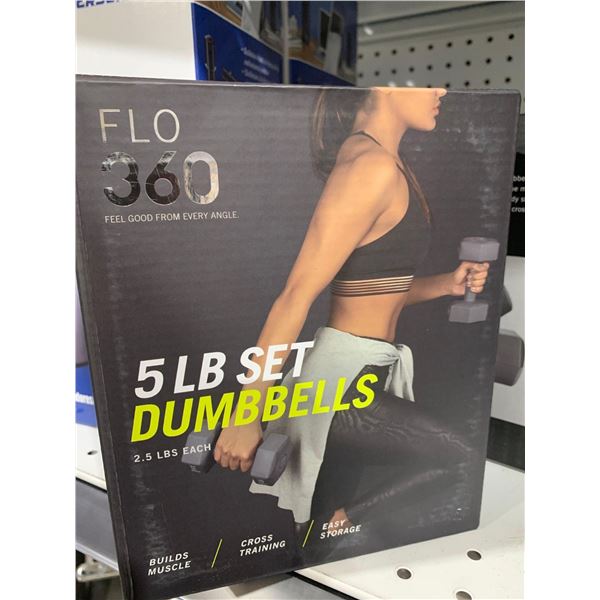 FLO
360
FEEL GOOD FROM EVERY ANGLE.
5 LB SET
DUMBBELLS
2.5 LBS EACH
BUILDS
MUSCLE
CROSS
TRAINING
EASY
STORAGE